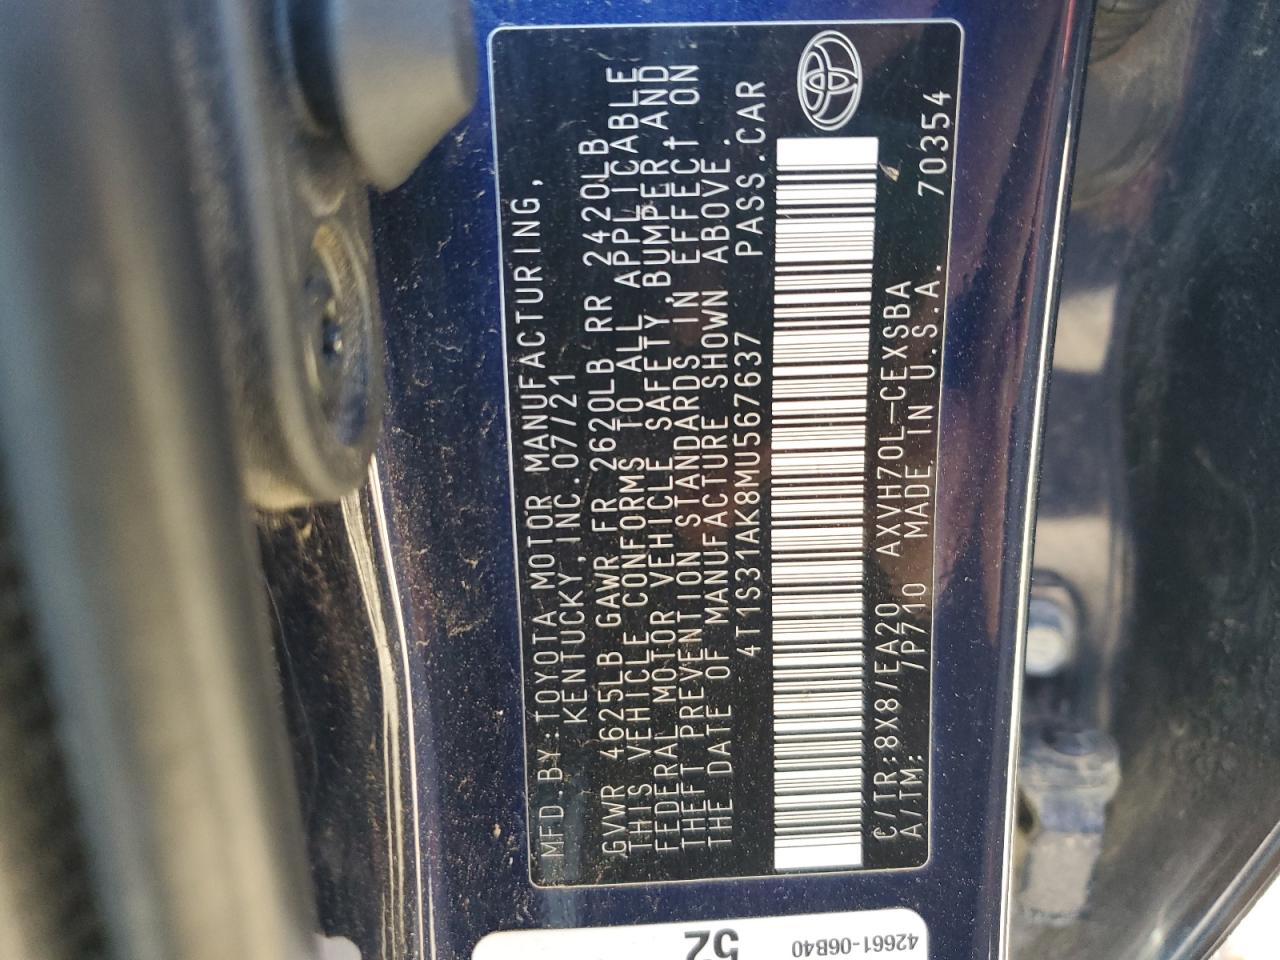 MFD.BY:TOYOTA MOTOR MANUFACTURING,
KENTUCKY,INC.07/21
GVWR 4625LB GAWR FR 2620LB RR 2420LB
THIS VEHICLE CONFORMS TO ALL APPLICABLE
FEDERAL MOTOR VEHICLE SAFETY,BUMPER AND
THEFT PREVENTION STANDARDS IN EFFECT ON
THE DATE OF MANUFACTURE SHOWN ABOVE.
4T1S31AK8MU567637 PASS.CAR
C/TR:8X8/EA20 AXVH70L-CEXSBA
A/TM: /P710 MADE IN U.S.A. 70354
52
42661-06B40